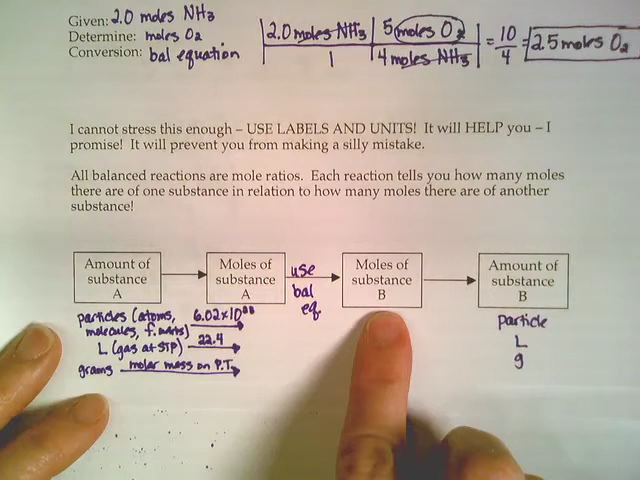 Given: 2.0 moles NH3
Determine: moles O2
Conversion: bal equation
2.0 moles NH3 | 5 moles O2
1 | 4 moles NH3
= 10/4 = 2.5 moles O2
I cannot stress this enough – USE LABELS AND UNITS! It will HELP you – I
promise! It will prevent you from making a silly mistake.
All balanced reactions are mole ratios. Each reaction tells you how many moles
there are of one substance in relation to how many moles there are of another
substance!
Amount of
substance
A
Moles of
substance
A
use
bal
eq.
Moles of
substance
B
Amount of
substance
B
particles (atoms,
molecules, f. units)
6.02x10
L (gas at STP) 22.4
grams molar mass on P.T.
particle
L
g